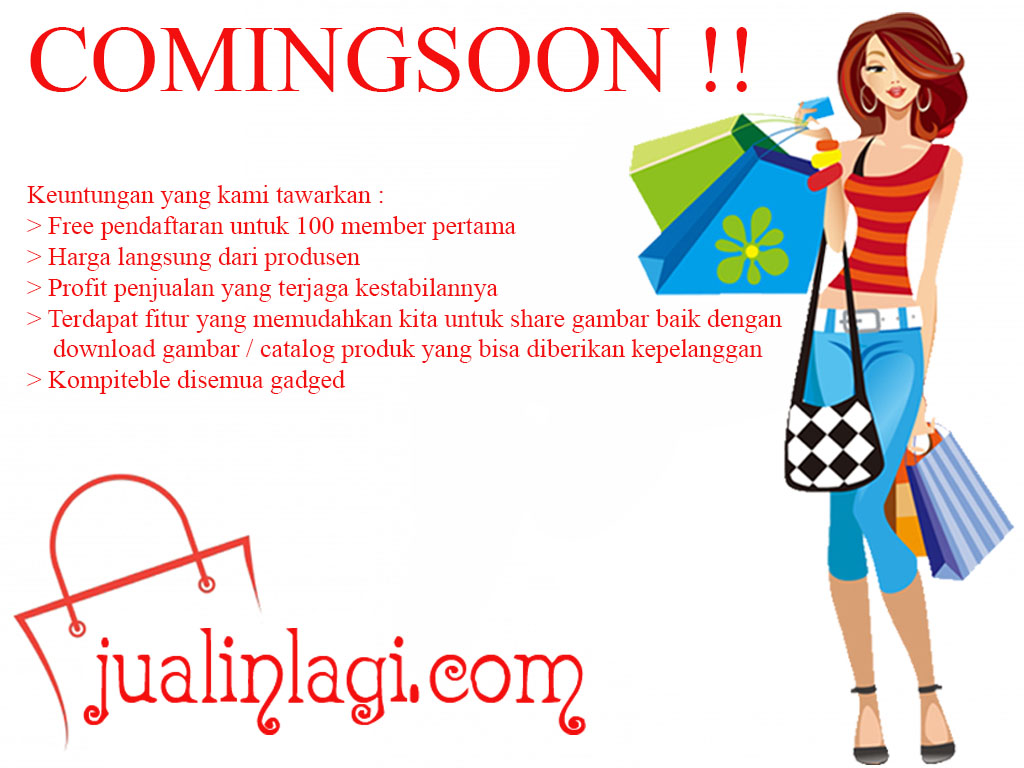 COMINGSOON !!
Keuntungan yang kami tawarkan :
> Free pendaftaran untuk 100 member pertama
> Harga langsung dari produsen
> Profit penjualan yang terjaga kestabilannya
> Terdapat fitur yang memudahkan kita untuk share gambar baik dengan
download gambar / catalog produk yang bisa diberikan kepelanggan
> Kompiteble disemua gadged
jualinlagi.com